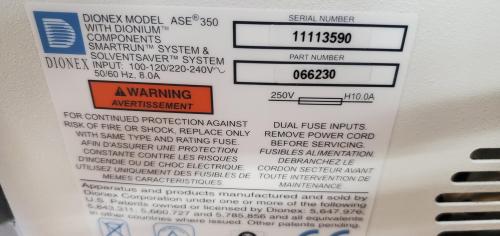 DIONEX MODEL ASE® 350
WITH DIONIUM™
COMPONENTS
SMARTRUN™ SYSTEM &
SOLVENTSAVER™ SYSTEM
INPUT: 100-120/220-240V~
50/60 Hz, 8.0A
DIONEX
SERIAL NUMBER
11113590
PART NUMBER
066230
WARNING
AVERTISSEMENT
250V H10.0A
FOR CONTINUED PROTECTION AGAINST
RISK OF FIRE OR SHOCK, REPLACE ONLY
WITH SAME TYPE AND RATING FUSE.
AFIN D'ASSURER UNE PROTECTION
CONSTANTE CONTRE LES RISQUES
D'INCENDIE OU DE CHOC ELECTRIQUE,
UTILISEZ UNIQUEMENT DES FUSIBLES DE
MEMES CARACTERISTIQUES
DUAL FUSE INPUTS.
REMOVE POWER CORD
BEFORE SERVICING.
FUSIBLES ALIMENTATION.
DEBRANCHEZ LE
CORDON SECTEUR AVANT
TOUTE INTERVENTION DE
MAINTENANCE
Apparatus and products manufactured and sold by
Dionex Corporation under one or more of the following
U.S. Patents owned or licensed by Dionex: 5,647,976,
5,843,311, 5,660,727 and 5,785,856 and all equivalents
in other countries issued. Other patents pending.